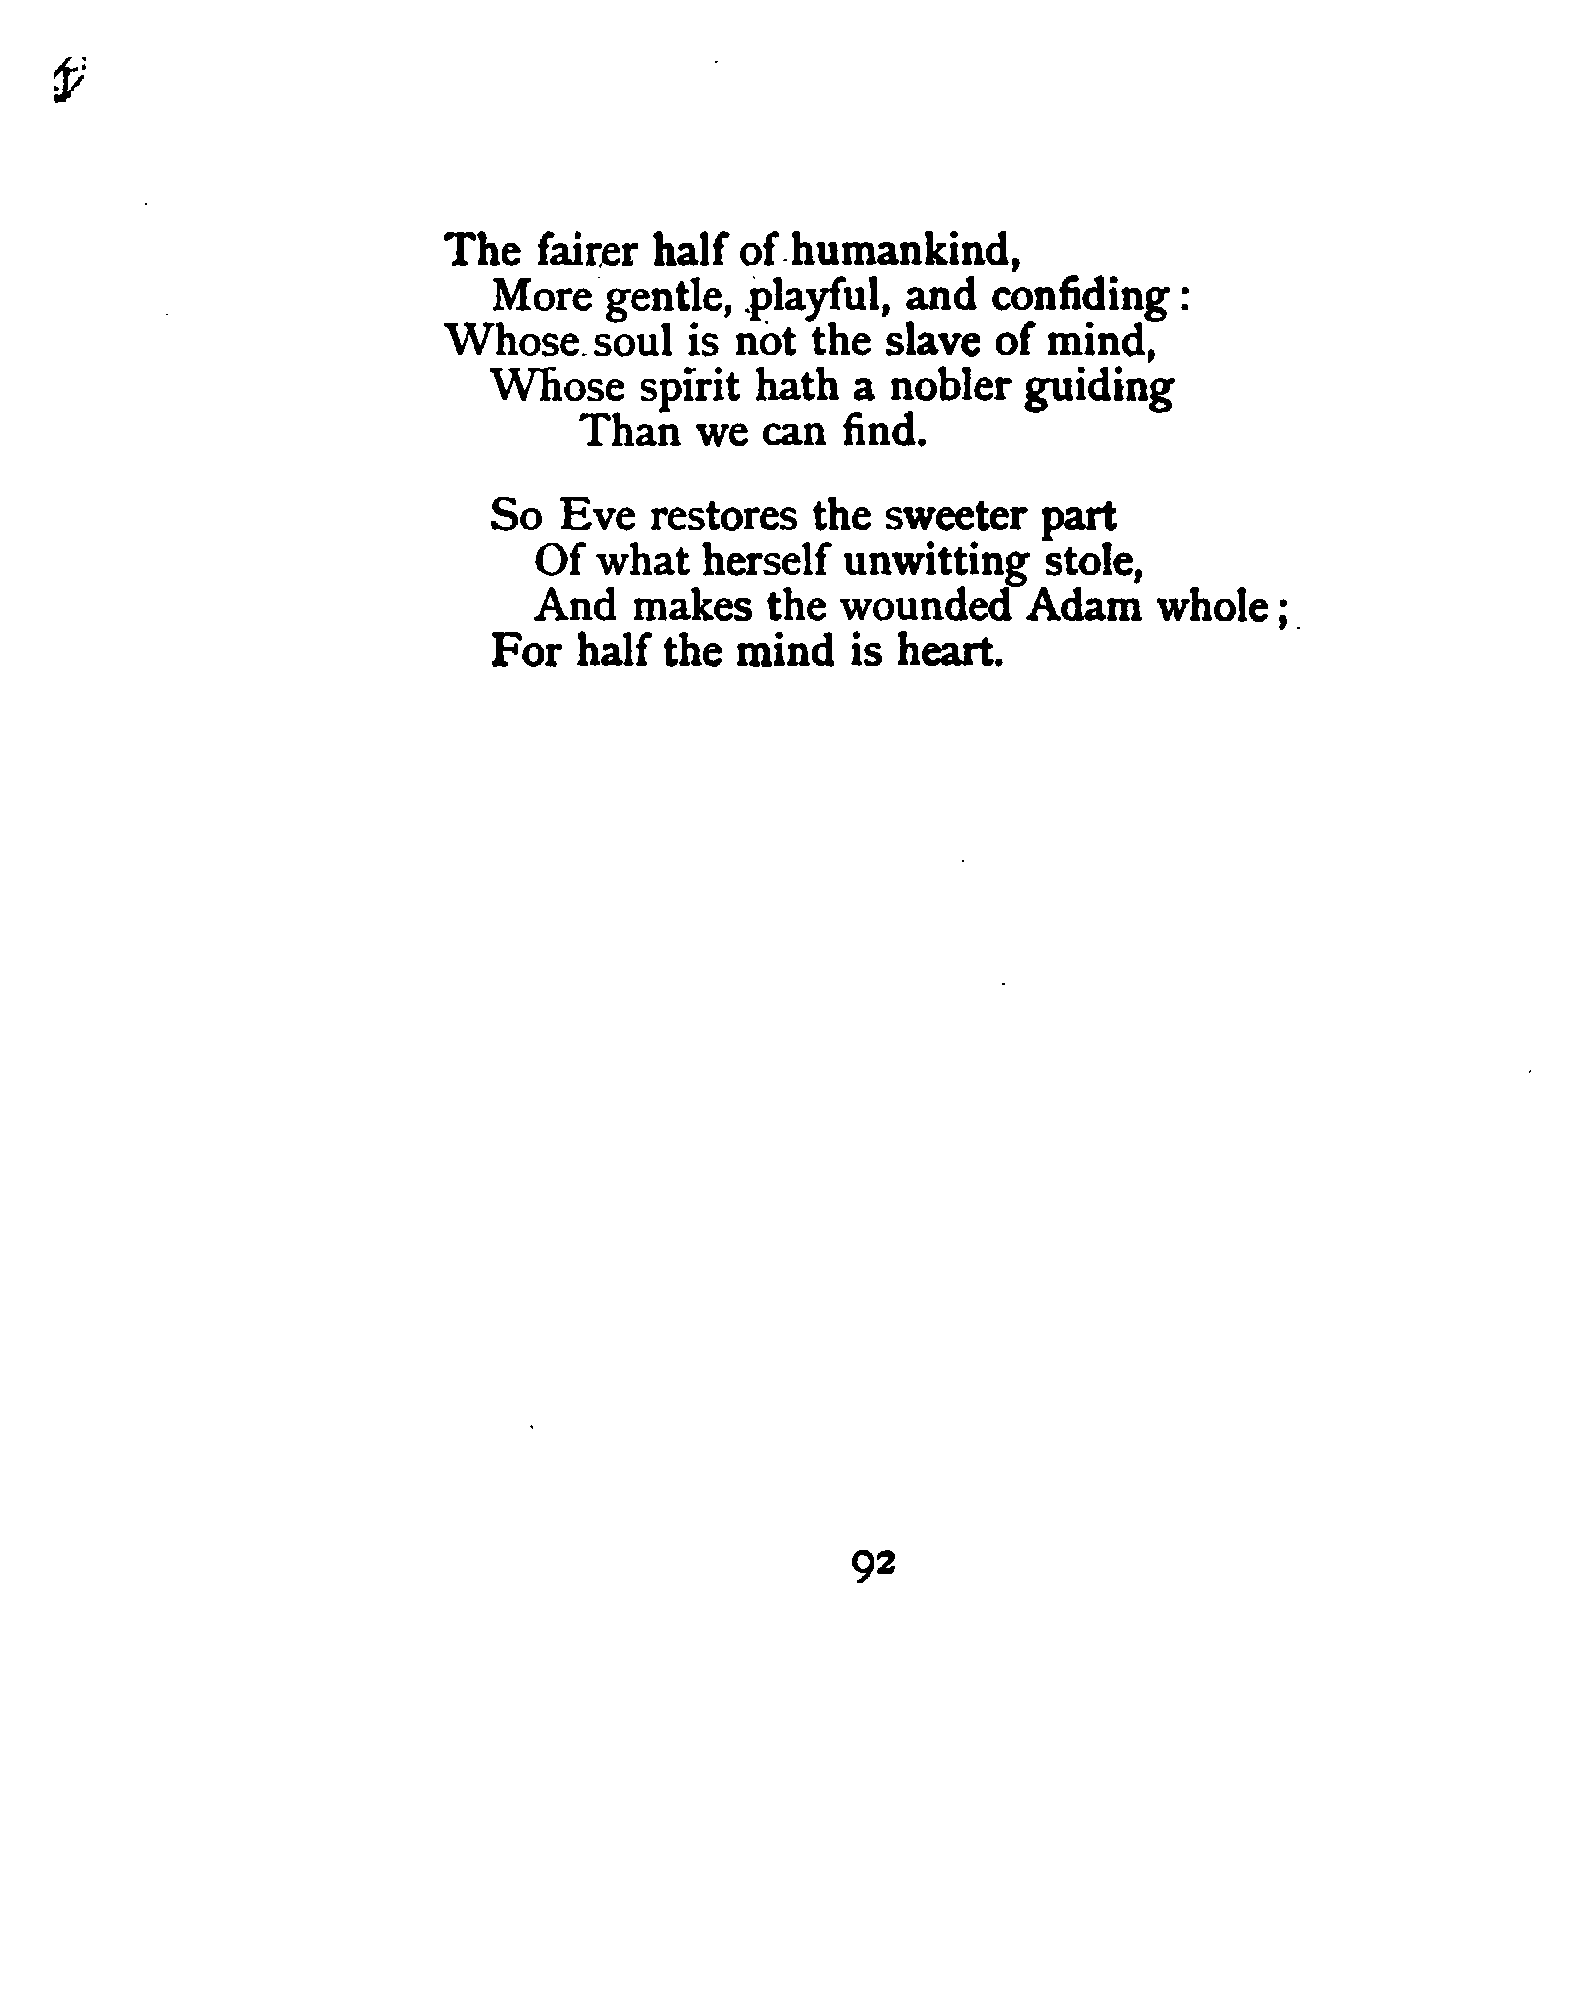 The fairer half of humankind,
More gentle, playful, and confiding :
Whose soul is not the slave of mind,
Whose spirit hath a nobler guiding
Than we can find.
So Eve restores the sweeter part
Of what herself unwitting stole,
And makes the wounded Adam whole ;
For half the mind is heart.
92